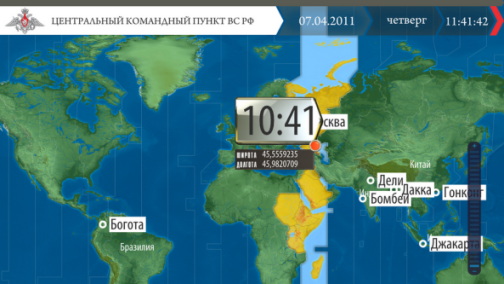 ЦЕНТРАЛЬНЫЙ КОМАНДНЫЙ ПУНКТ ВС РФ
07.04.2011
четверг
11:41:42
10:41
сква
ШИРОТА 45,5559235
ДОЛГОТА 45,9820709
Китай
Дели
Дакка
Бомбей
Гонконг
Богота
Бразилия
Джакарта